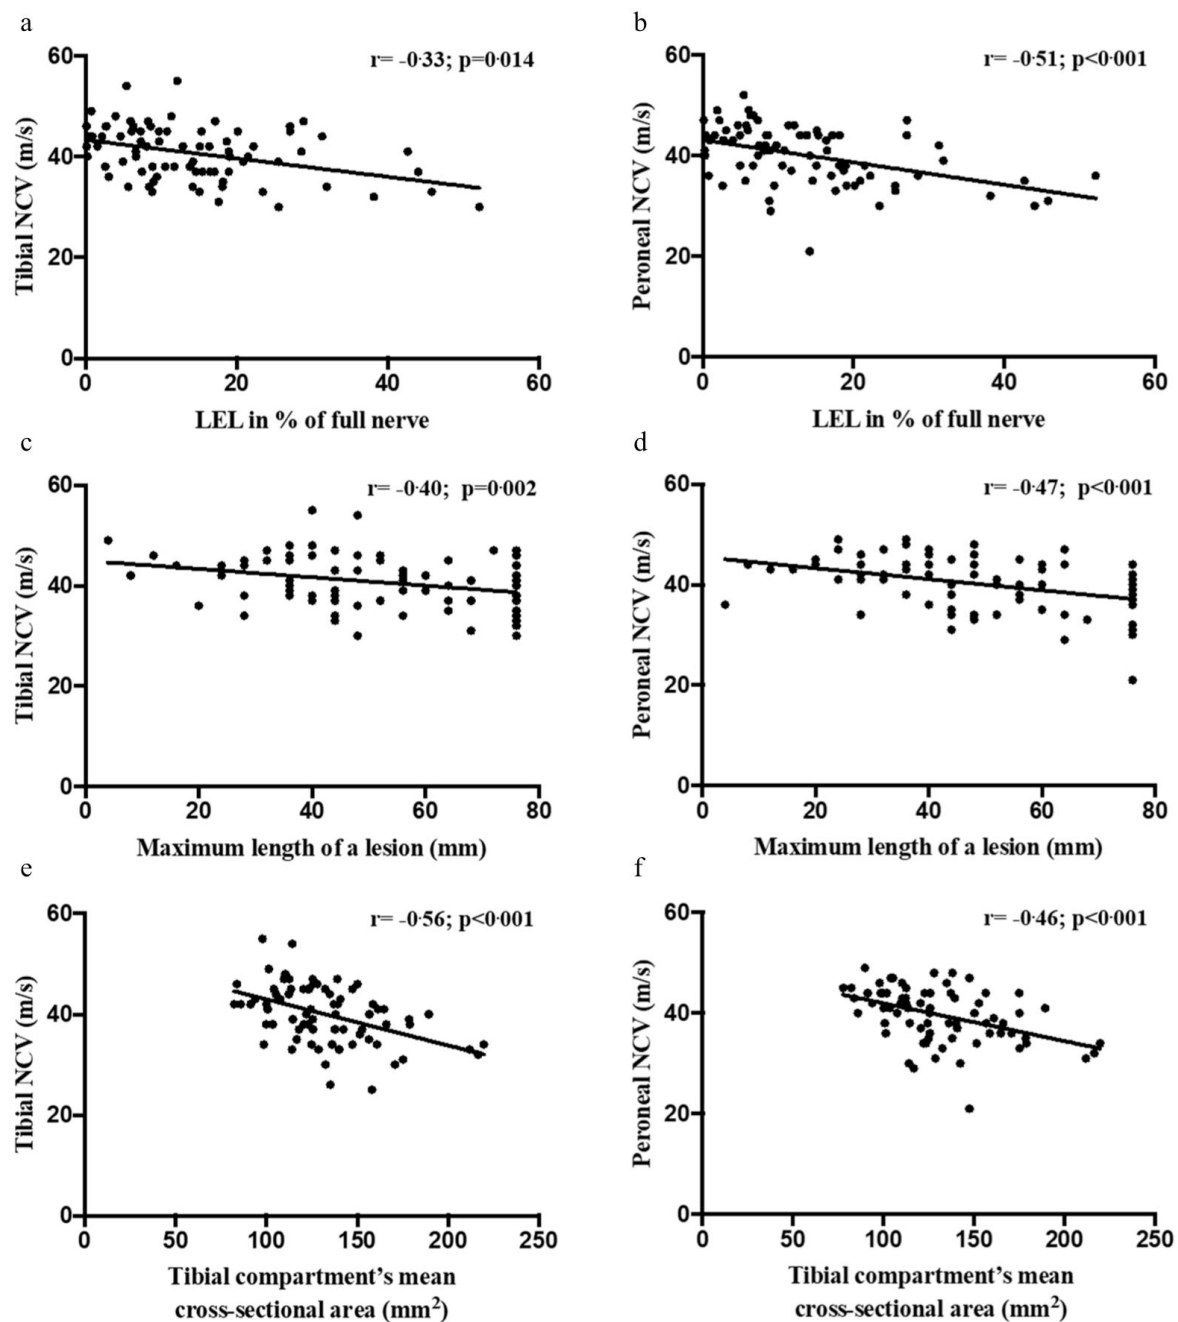 a
r= -0·33; p=0·014
60
40
20
0
Tibial NCV (m/s)
0 20 40 60
LEL in % of full nerve
b
r= -0·51; p<0·001
60
40
20
0
Peroneal NCV (m/s)
0 20 40 60
LEL in % of full nerve
c
r= -0·40; p=0·002
60
40
20
0
Tibial NCV (m/s)
0 20 40 60 80
Maximum length of a lesion (mm)
d
r= -0·47; p<0·001
60
40
20
0
Peroneal NCV (m/s)
0 20 40 60 80
Maximum length of a lesion (mm)
e
r= -0·56; p<0·001
60
40
20
0
Tibial NCV (m/s)
0 50 100 150 200 250
Tibial compartment’s mean
cross-sectional area (mm²)
f
r= -0·46; p<0·001
60
40
20
0
Peroneal NCV (m/s)
0 50 100 150 200 250
Tibial compartment’s mean
cross-sectional area (mm²)